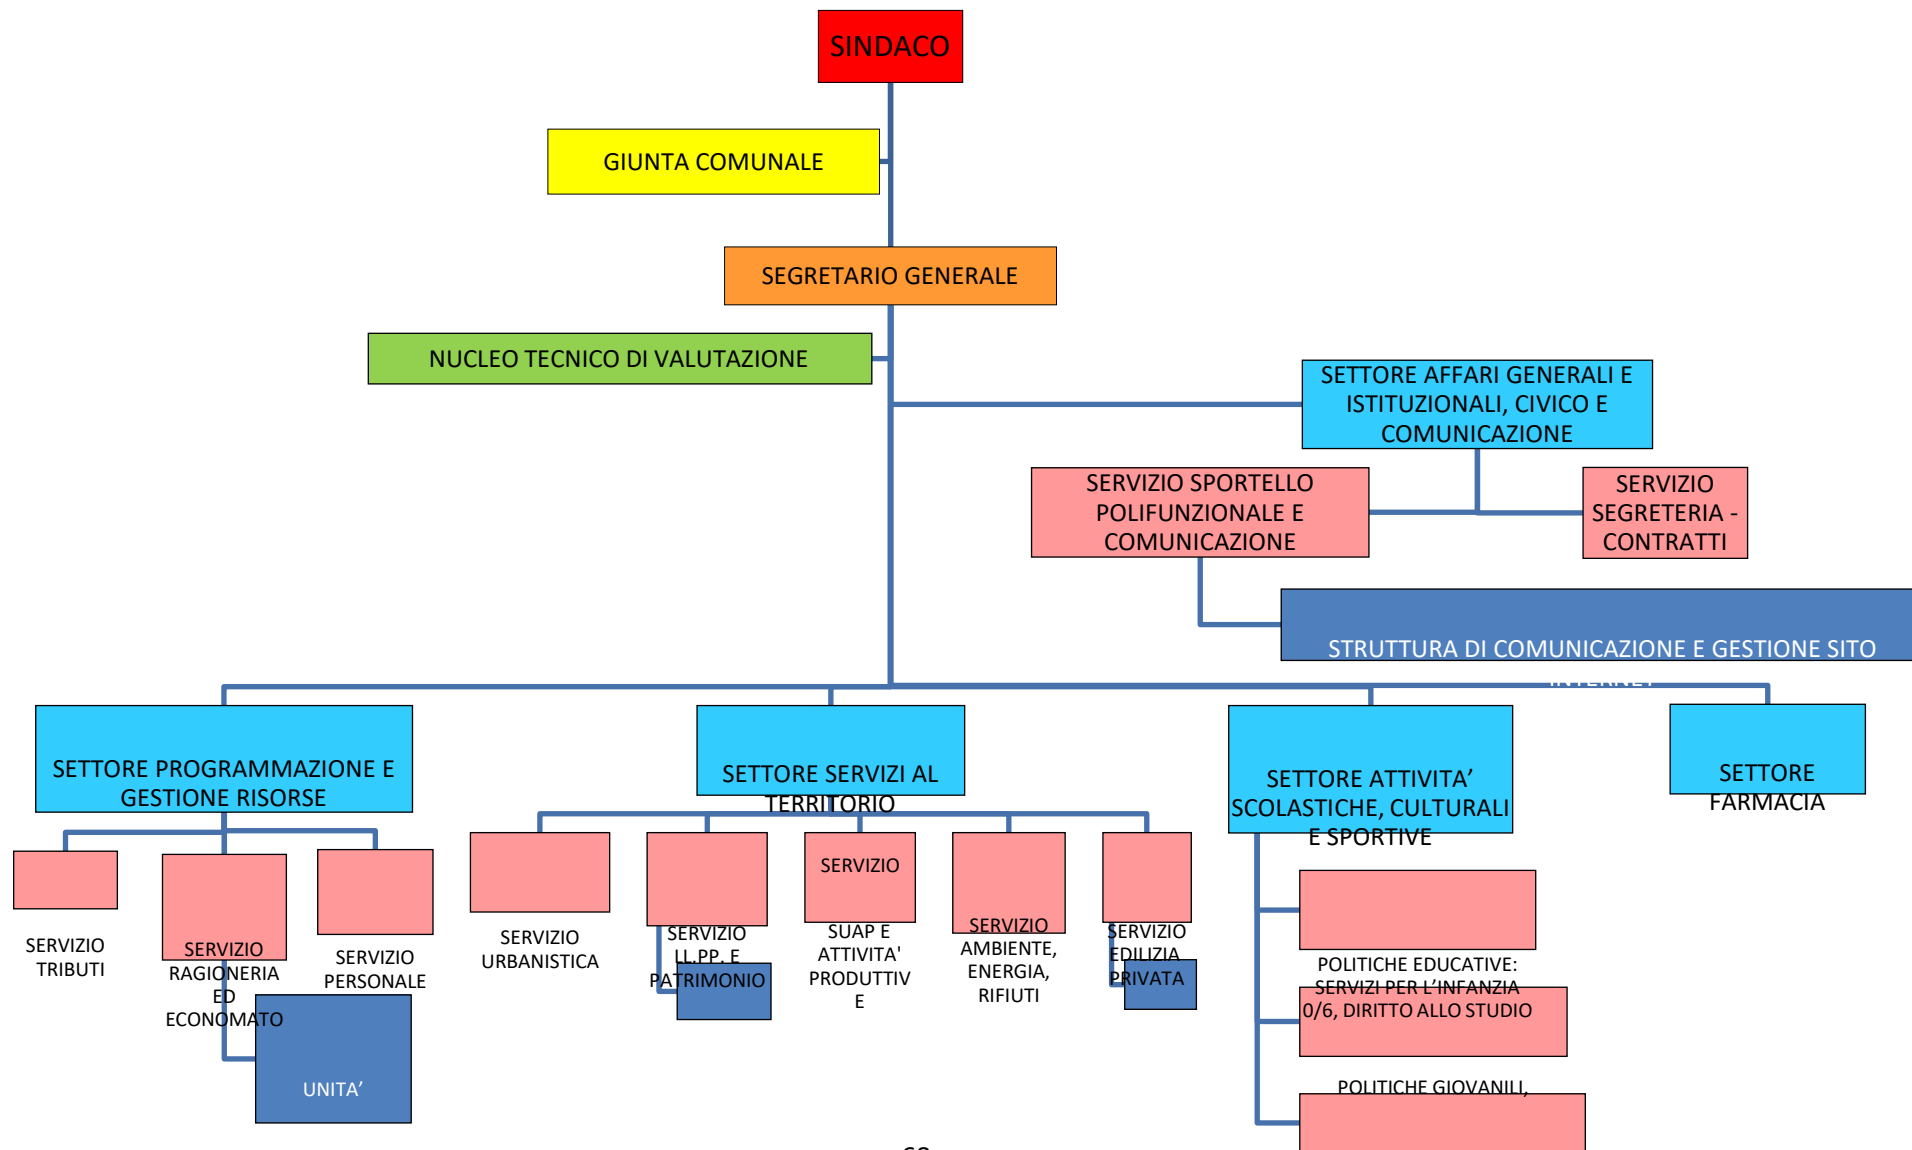 SINDACO
GIUNTA COMUNALE
SEGRETARIO GENERALE
NUCLEO TECNICO DI VALUTAZIONE
SETTORE AFFARI GENERALI E
ISTITUZIONALI, CIVICO E
COMUNICAZIONE
SERVIZIO SPORTELLO
POLIFUNZIONALE E
COMUNICAZIONE
SERVIZIO
SEGRETERIA -
CONTRATTI
STRUTTURA DI COMUNICAZIONE E GESTIONE SITO
INTERNET
SETTORE PROGRAMMAZIONE E
GESTIONE RISORSE
SETTORE SERVIZI AL
TERRITORIO
SETTORE ATTIVITA’
SCOLASTICHE, CULTURALI
E SPORTIVE
SETTORE
FARMACIA
SERVIZIO
TRIBUTI
SERVIZIO
RAGIONERIA
ED
ECONOMATO
SERVIZIO
PERSONALE
SERVIZIO
URBANISTICA
SERVIZIO
LL.PP. E
PATRIMONIO
SERVIZIO
SUAP E
ATTIVITA'
PRODUTTIV
E
SERVIZIO
AMBIENTE,
ENERGIA,
RIFIUTI
SERVIZIO
EDILIZIA
PRIVATA
UNITA’
POLITICHE EDUCATIVE:
SERVIZI PER L’INFANZIA
0/6, DIRITTO ALLO STUDIO
POLITICHE GIOVANILI,